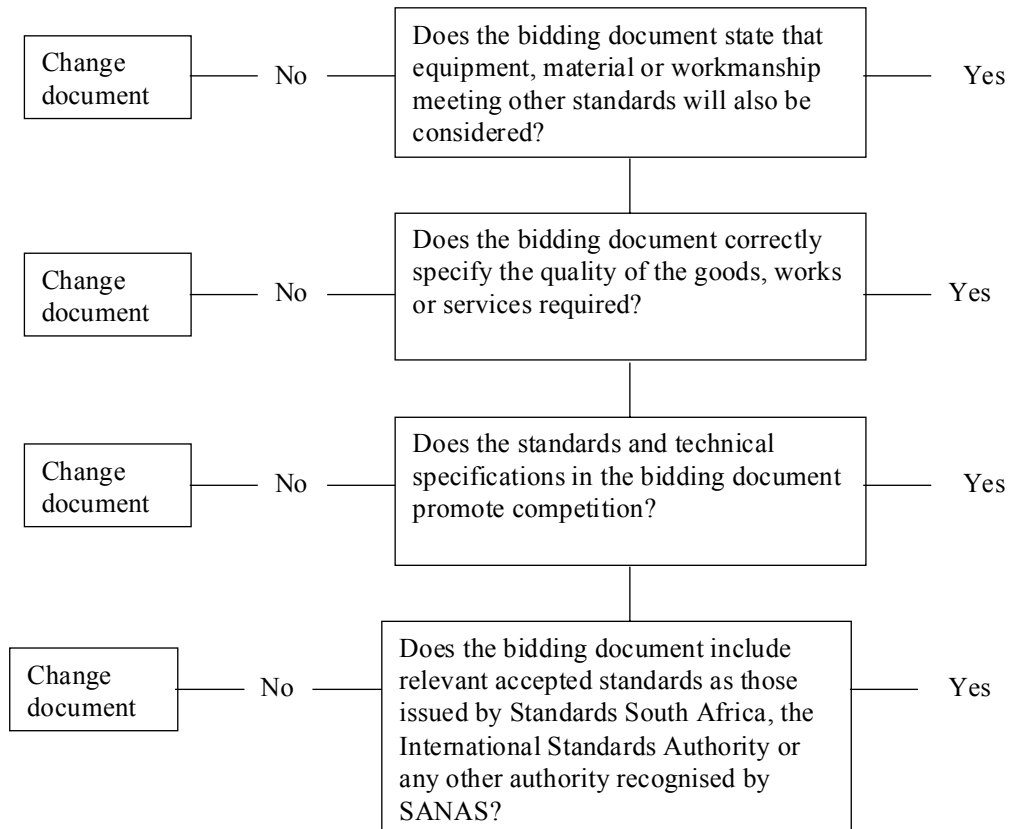 Change
document
No
Does the bidding document state that
equipment, material or workmanship
meeting other standards will also be
considered?
Yes
Change
document
No
Does the bidding document correctly
specify the quality of the goods, works
or services required?
Yes
Change
document
No
Does the standards and technical
specifications in the bidding document
promote competition?
Yes
Change
document
No
Does the bidding document include
relevant accepted standards as those
issued by Standards South Africa, the
International Standards Authority or
any other authority recognised by
SANAS?
Yes